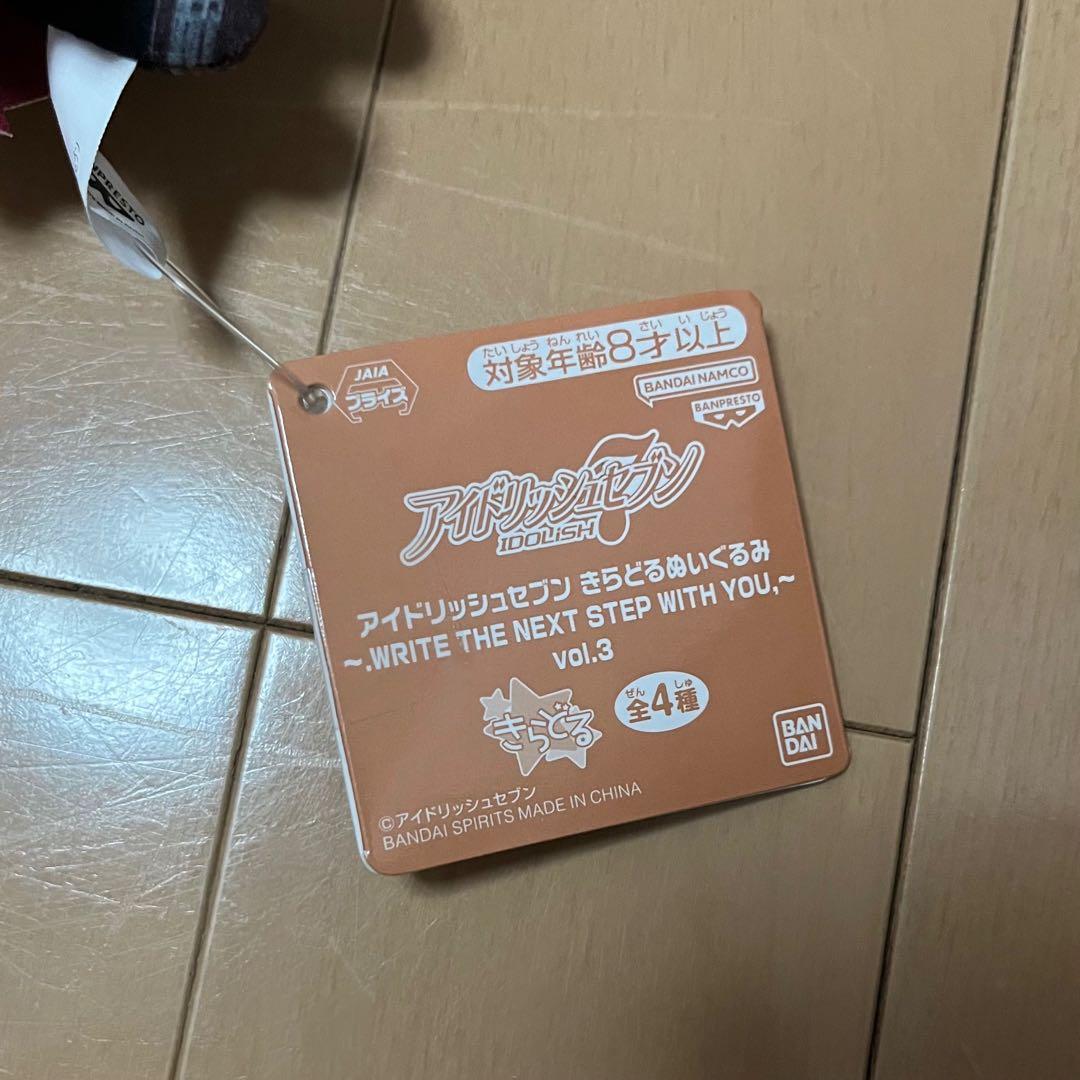 BANPRESTO
JAIA
プライズ
たいしょうねんれい さいいじょう
対象年齢8才以上
BANDAI NAMCO
BANPRESTO
アイドリッシュセブン
IDOLiSH
アイドリッシュセブン きらどるぬいぐるみ
~.WRITE THE NEXT STEP WITH YOU,~
vol.3
きらどる
ぜん しゅ
全4種
BAN
DAI
©アイドリッシュセブン
BANDAI SPIRITS MADE IN CHINA